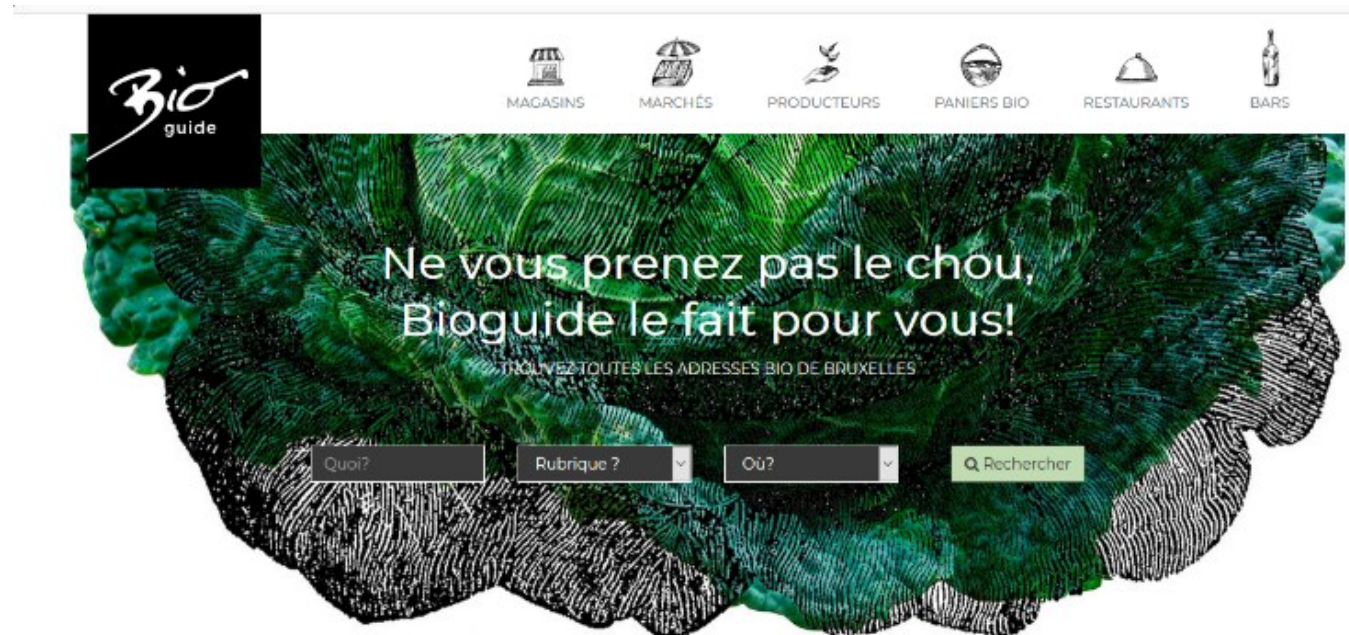 Bio
guide
MAGASINS
MARCHÉS
PRODUCTEURS
PANIERS BIO
RESTAURANTS
BARS
Ne vous prenez pas le chou,
Bioguide le fait pour vous!
TROUVEZ TOUTES LES ADRESSES BIO DE BRUXELLES
Quoi?
Rubrique ?
Où?
Rechercher